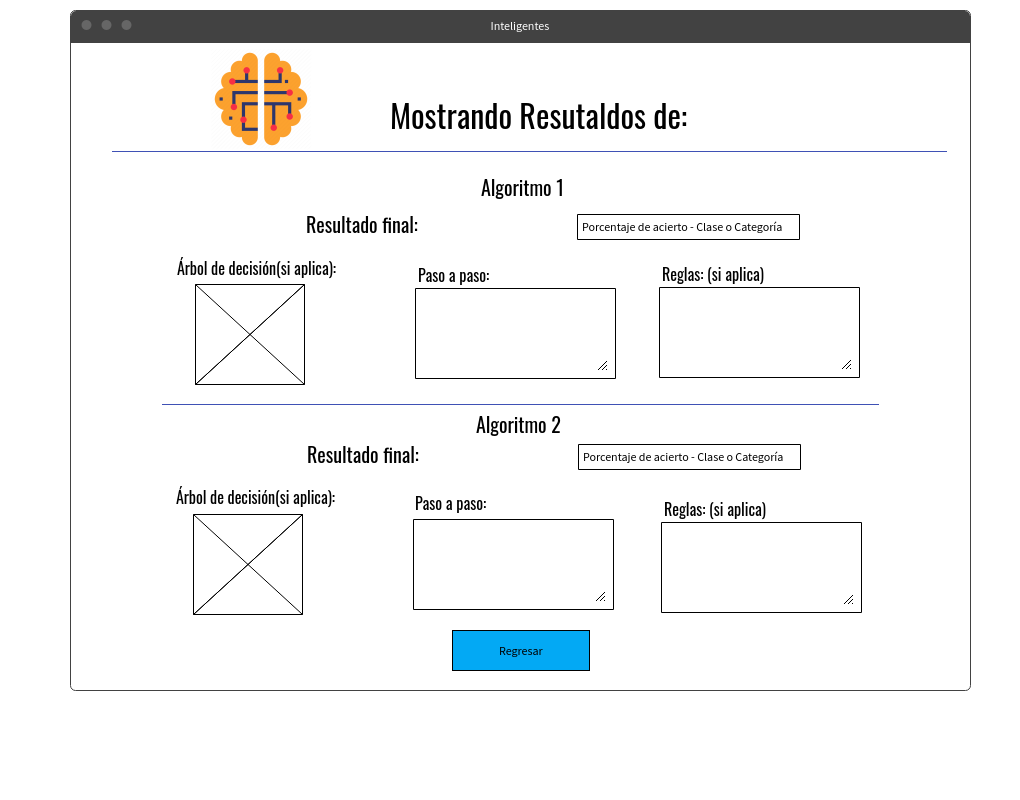 Inteligentes
Mostrando Resutaldos de:
Algoritmo 1
Resultado final:
Porcentaje de acierto - Clase o Categoría
Árbol de decisión(si aplica):
Paso a paso:
Reglas: (si aplica)
Algoritmo 2
Resultado final:
Porcentaje de acierto - Clase o Categoría
Árbol de decisión(si aplica):
Paso a paso:
Reglas: (si aplica)
Regresar